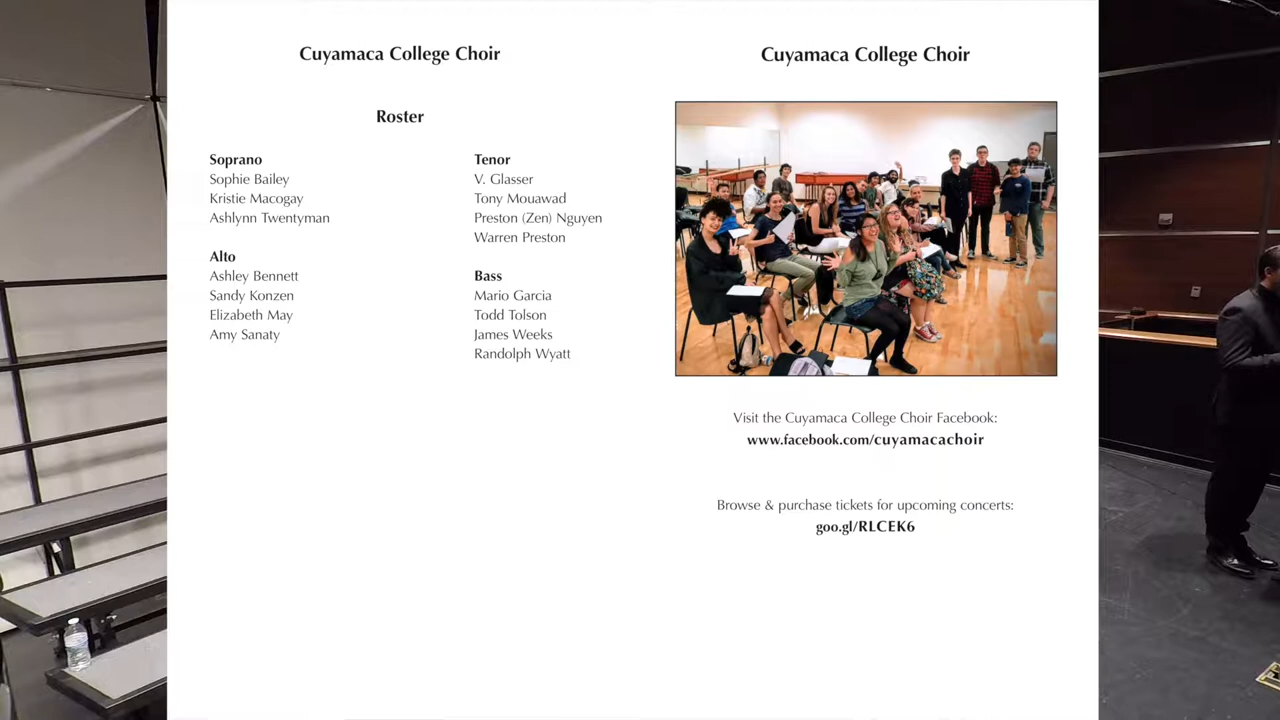 Cuyamaca College Choir
Roster
Soprano
Sophie Bailey
Kristie Macogay
Ashlynn Twentyman
Alto
Ashley Bennett
Sandy Konzen
Elizabeth May
Amy Sanaty
Tenor
V. Glasser
Tony Mouawad
Preston (Zen) Nguyen
Warren Preston
Bass
Mario Garcia
Todd Tolson
James Weeks
Randolph Wyatt
Cuyamaca College Choir
Visit the Cuyamaca College Choir Facebook:
www.facebook.com/cuyamacachoir
Browse & purchase tickets for upcoming concerts:
goo.gl/RLCEK6